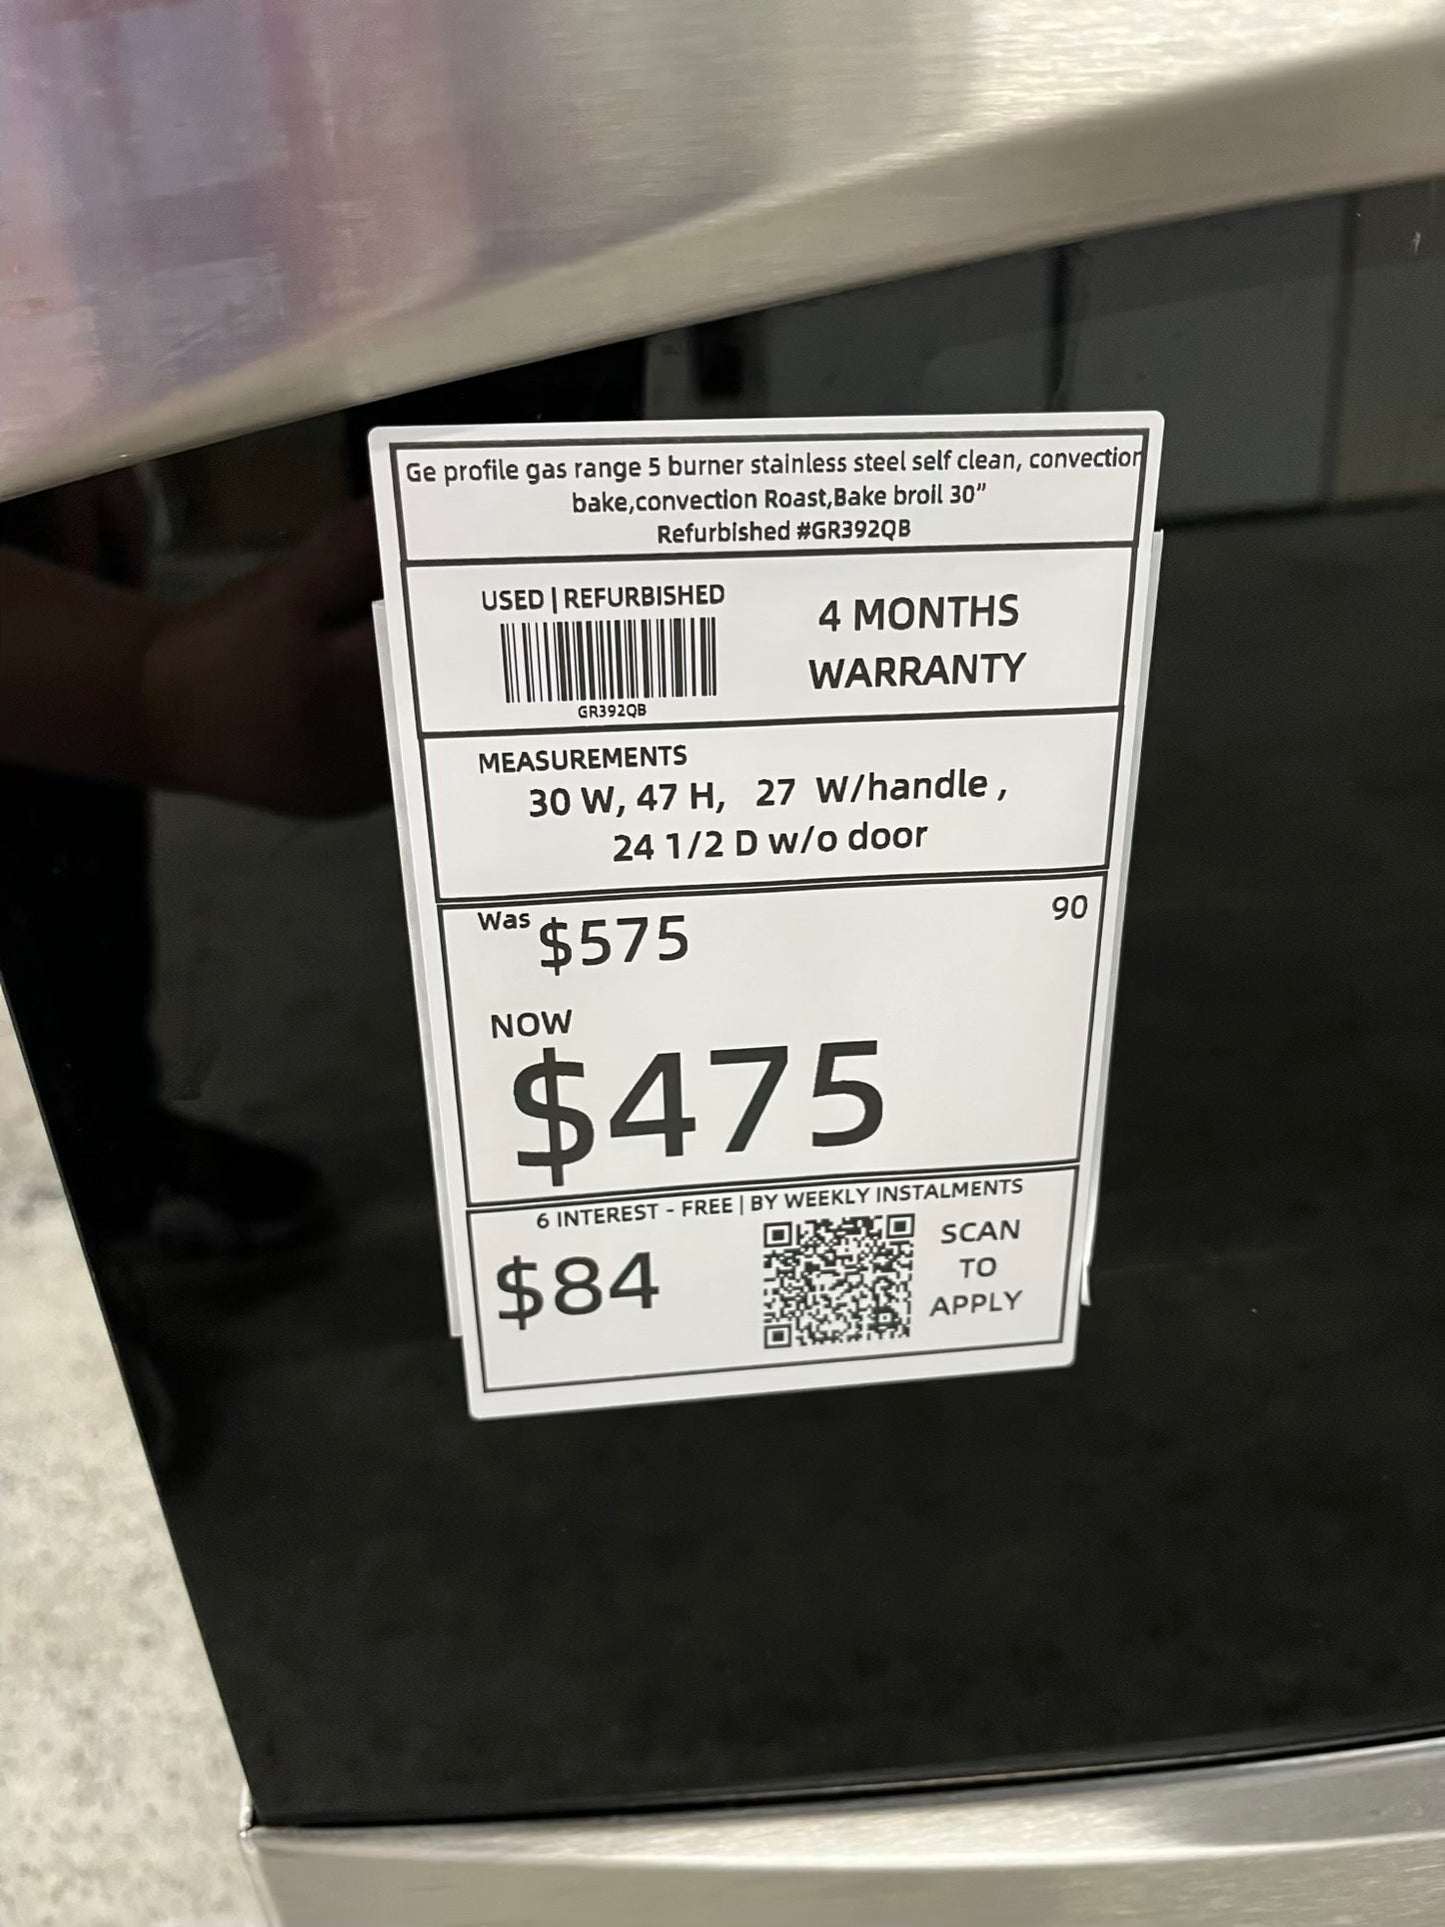 Ge profile gas range 5 burner stainless steel self clean, convection
bake,convection Roast,Bake broil 30”
Refurbished #GR392QB
USED | REFURBISHED
GR392QB
4 MONTHS
WARRANTY
MEASUREMENTS
30 W, 47 H, 27 W/handle ,
24 1/2 D w/o door
Was $575
90
NOW
$475
6 INTEREST - FREE | BY WEEKLY INSTALMENTS
$84
SCAN
TO
APPLY